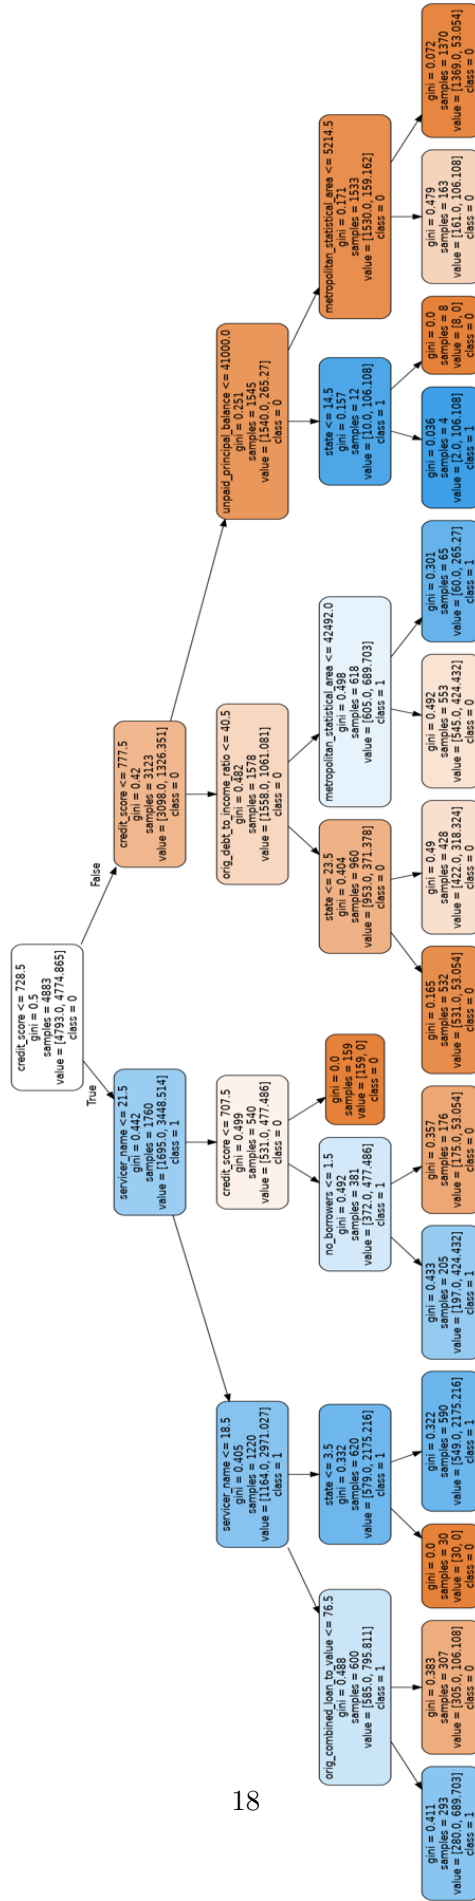 credit_score <= 728.5
gini = 0.5
samples = 4883
value = [4793.0, 4774.865]
class = 0
True
False
servicer_name <= 21.5
gini = 0.442
samples = 1760
value = [1695.0, 3448.514]
class = 1
credit_score <= 777.5
gini = 0.42
samples = 3123
value = [3098.0, 1326.351]
class = 0
servicer_name <= 18.5
gini = 0.405
samples = 1220
value = [1164.0, 2971.027]
class = 1
credit_score <= 707.5
gini = 0.499
samples = 540
value = [531.0, 477.486]
class = 0
orig_debt_to_income_ratio <= 40.5
gini = 0.482
samples = 1578
value = [1558.0, 1061.081]
class = 0
unpaid_principal_balance <= 41000.0
gini = 0.251
samples = 1545
value = [1540.0, 265.27]
class = 0
orig_combined_loan_to_value <= 76.5
gini = 0.488
samples = 600
value = [585.0, 795.811]
class = 1
state <= 3.5
gini = 0.332
samples = 620
value = [579.0, 2175.216]
class = 1
no_borrowers <= 1.5
gini = 0.492
samples = 381
value = [372.0, 477.486]
class = 1
gini = 0.0
samples = 159
value = [159, 0]
class = 0
state <= 23.5
gini = 0.404
samples = 960
value = [953.0, 371.378]
class = 0
metropolitan_statistical_area <= 42492.0
gini = 0.498
samples = 618
value = [605.0, 689.703]
class = 1
state <= 14.5
gini = 0.157
samples = 12
value = [10.0, 106.108]
class = 1
metropolitan_statistical_area <= 5214.5
gini = 0.171
samples = 1533
value = [1530.0, 159.162]
class = 0
gini = 0.411
samples = 293
value = [280.0, 689.703]
class = 1
gini = 0.383
samples = 307
value = [305.0, 106.108]
class = 0
gini = 0.0
samples = 30
value = [30, 0]
class = 0
gini = 0.322
samples = 590
value = [549.0, 2175.216]
class = 1
gini = 0.433
samples = 205
value = [197.0, 424.432]
class = 1
gini = 0.357
samples = 176
value = [175.0, 53.054]
class = 0
gini = 0.165
samples = 532
value = [531.0, 53.054]
class = 0
gini = 0.49
samples = 428
value = [422.0, 318.324]
class = 0
gini = 0.492
samples = 553
value = [545.0, 424.432]
class = 0
gini = 0.301
samples = 65
value = [60.0, 265.27]
class = 1
gini = 0.036
samples = 4
value = [2.0, 106.108]
class = 1
gini = 0.0
samples = 8
value = [8, 0]
class = 0
gini = 0.479
samples = 163
value = [161.0, 106.108]
class = 0
gini = 0.072
samples = 1370
value = [1369.0, 53.054]
class = 0
18